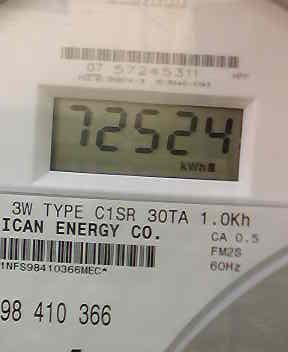 07 57245311
72524
kWh
3W TYPE C1SR 30TA 1.0Kh
ICAN ENERGY CO.
CA 0.5
FM2S
60Hz
1NFS98410366MEC*
98 410 366